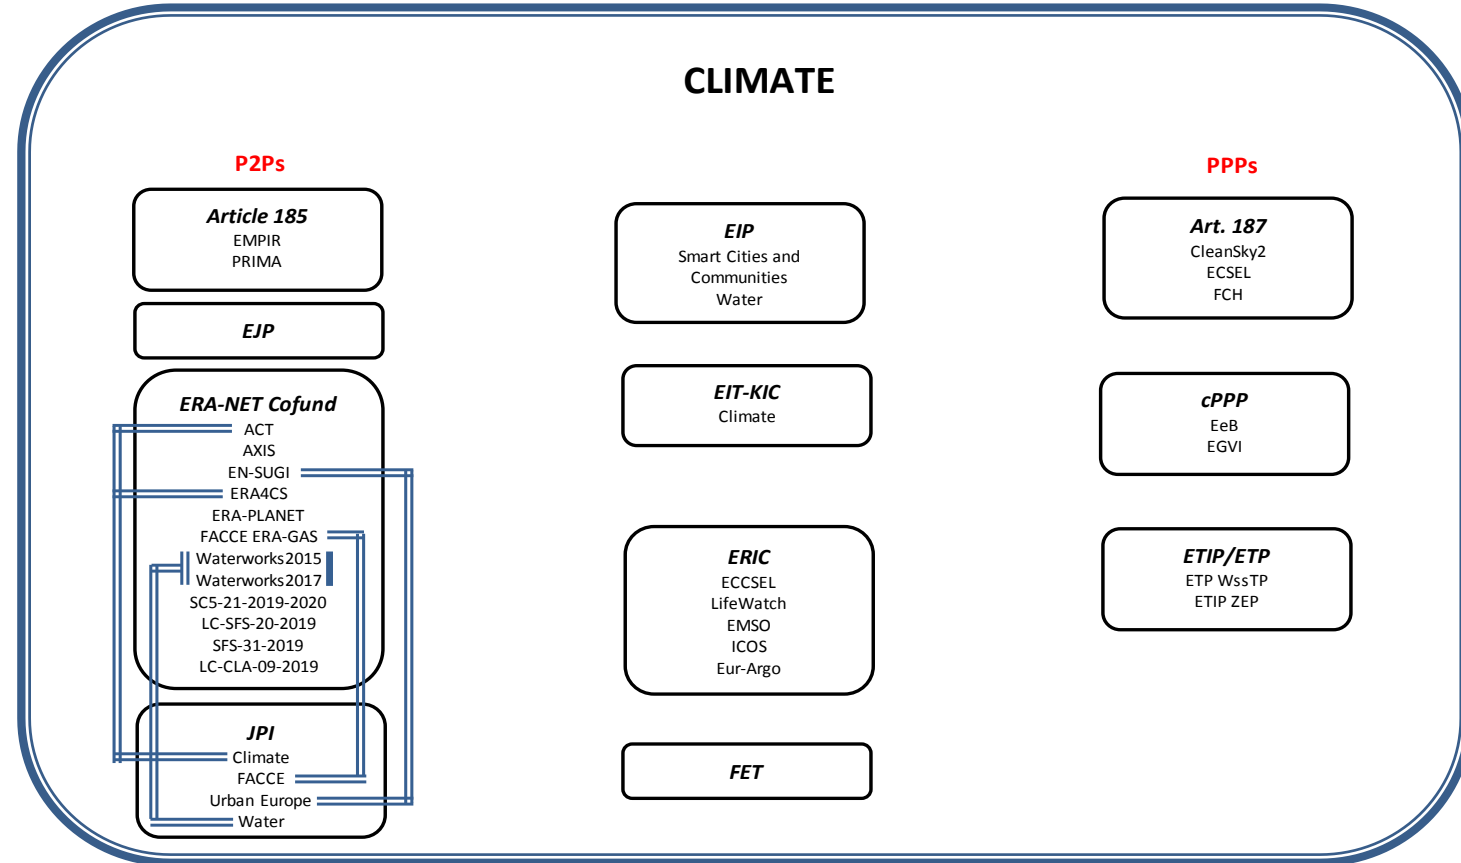 CLIMATE
P2Ps
Article 185
EMPIR
PRIMA
EJP
ERA-NET Cofund
ACT
AXIS
EN-SUGI
ERA4CS
ERA-PLANET
FACCE ERA-GAS
Waterworks2015
Waterworks2017
SC5-21-2019-2020
LC-SFS-20-2019
SFS-31-2019
LC-CLA-09-2019
JPI
Climate
FACCE
Urban Europe
Water
EIP
Smart Cities and
Communities
Water
EIT-KIC
Climate
ERIC
ECCSEL
LifeWatch
EMSO
ICOS
Eur-Argo
FET
PPPs
Art. 187
CleanSky2
ECSEL
FCH
cPPP
EeB
EGVI
ETIP/ETP
ETP WssTP
ETIP ZEP